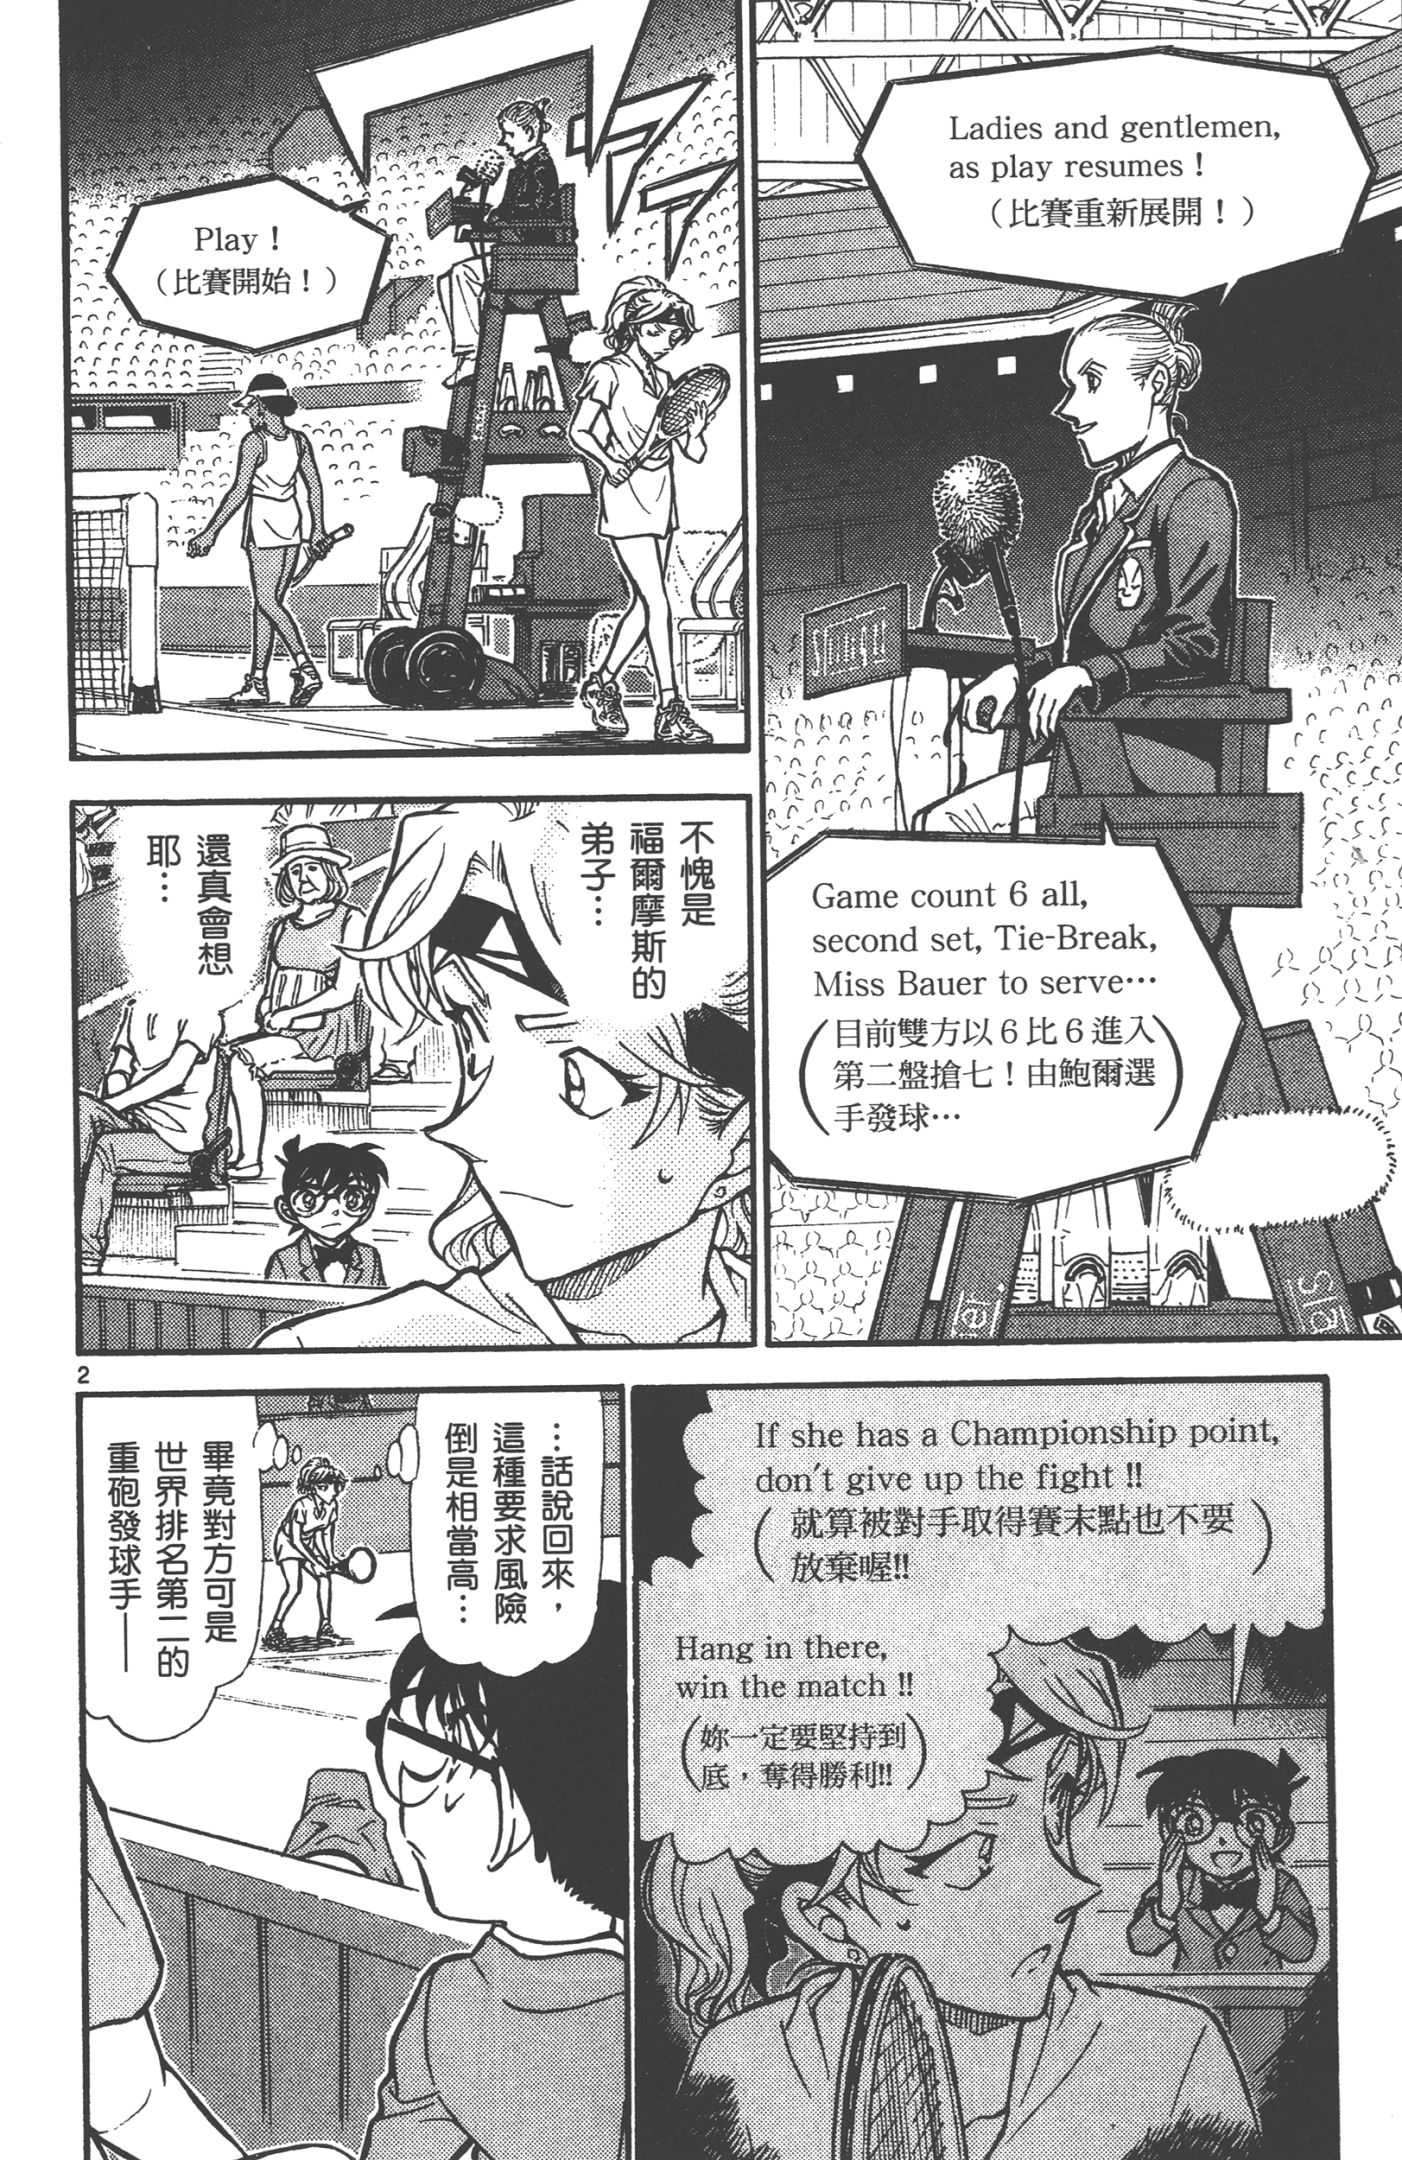 Ladies and gentlemen,
as play resumes！
（比賽重新展開！）
Game count 6 all,
second set, Tie-Break,
Miss Bauer to serve…
（目前雙方以6比6進入
第二盤搶七！由鮑爾選
手發球…）
Play！
（比賽開始！）
不愧是
福爾摩斯的
弟子…
還真會想
耶…
2
If she has a Championship point,
don't give up the fight!!
（就算被對手取得賽末點也不要
放棄喔!!）
Hang in there,
win the match!!
（妳一定要堅持到
底，奪得勝利!!）
…話說回來，
這種要求風險
倒是相當高…
畢竟對方可是
世界排名第二的
重砲發球手──